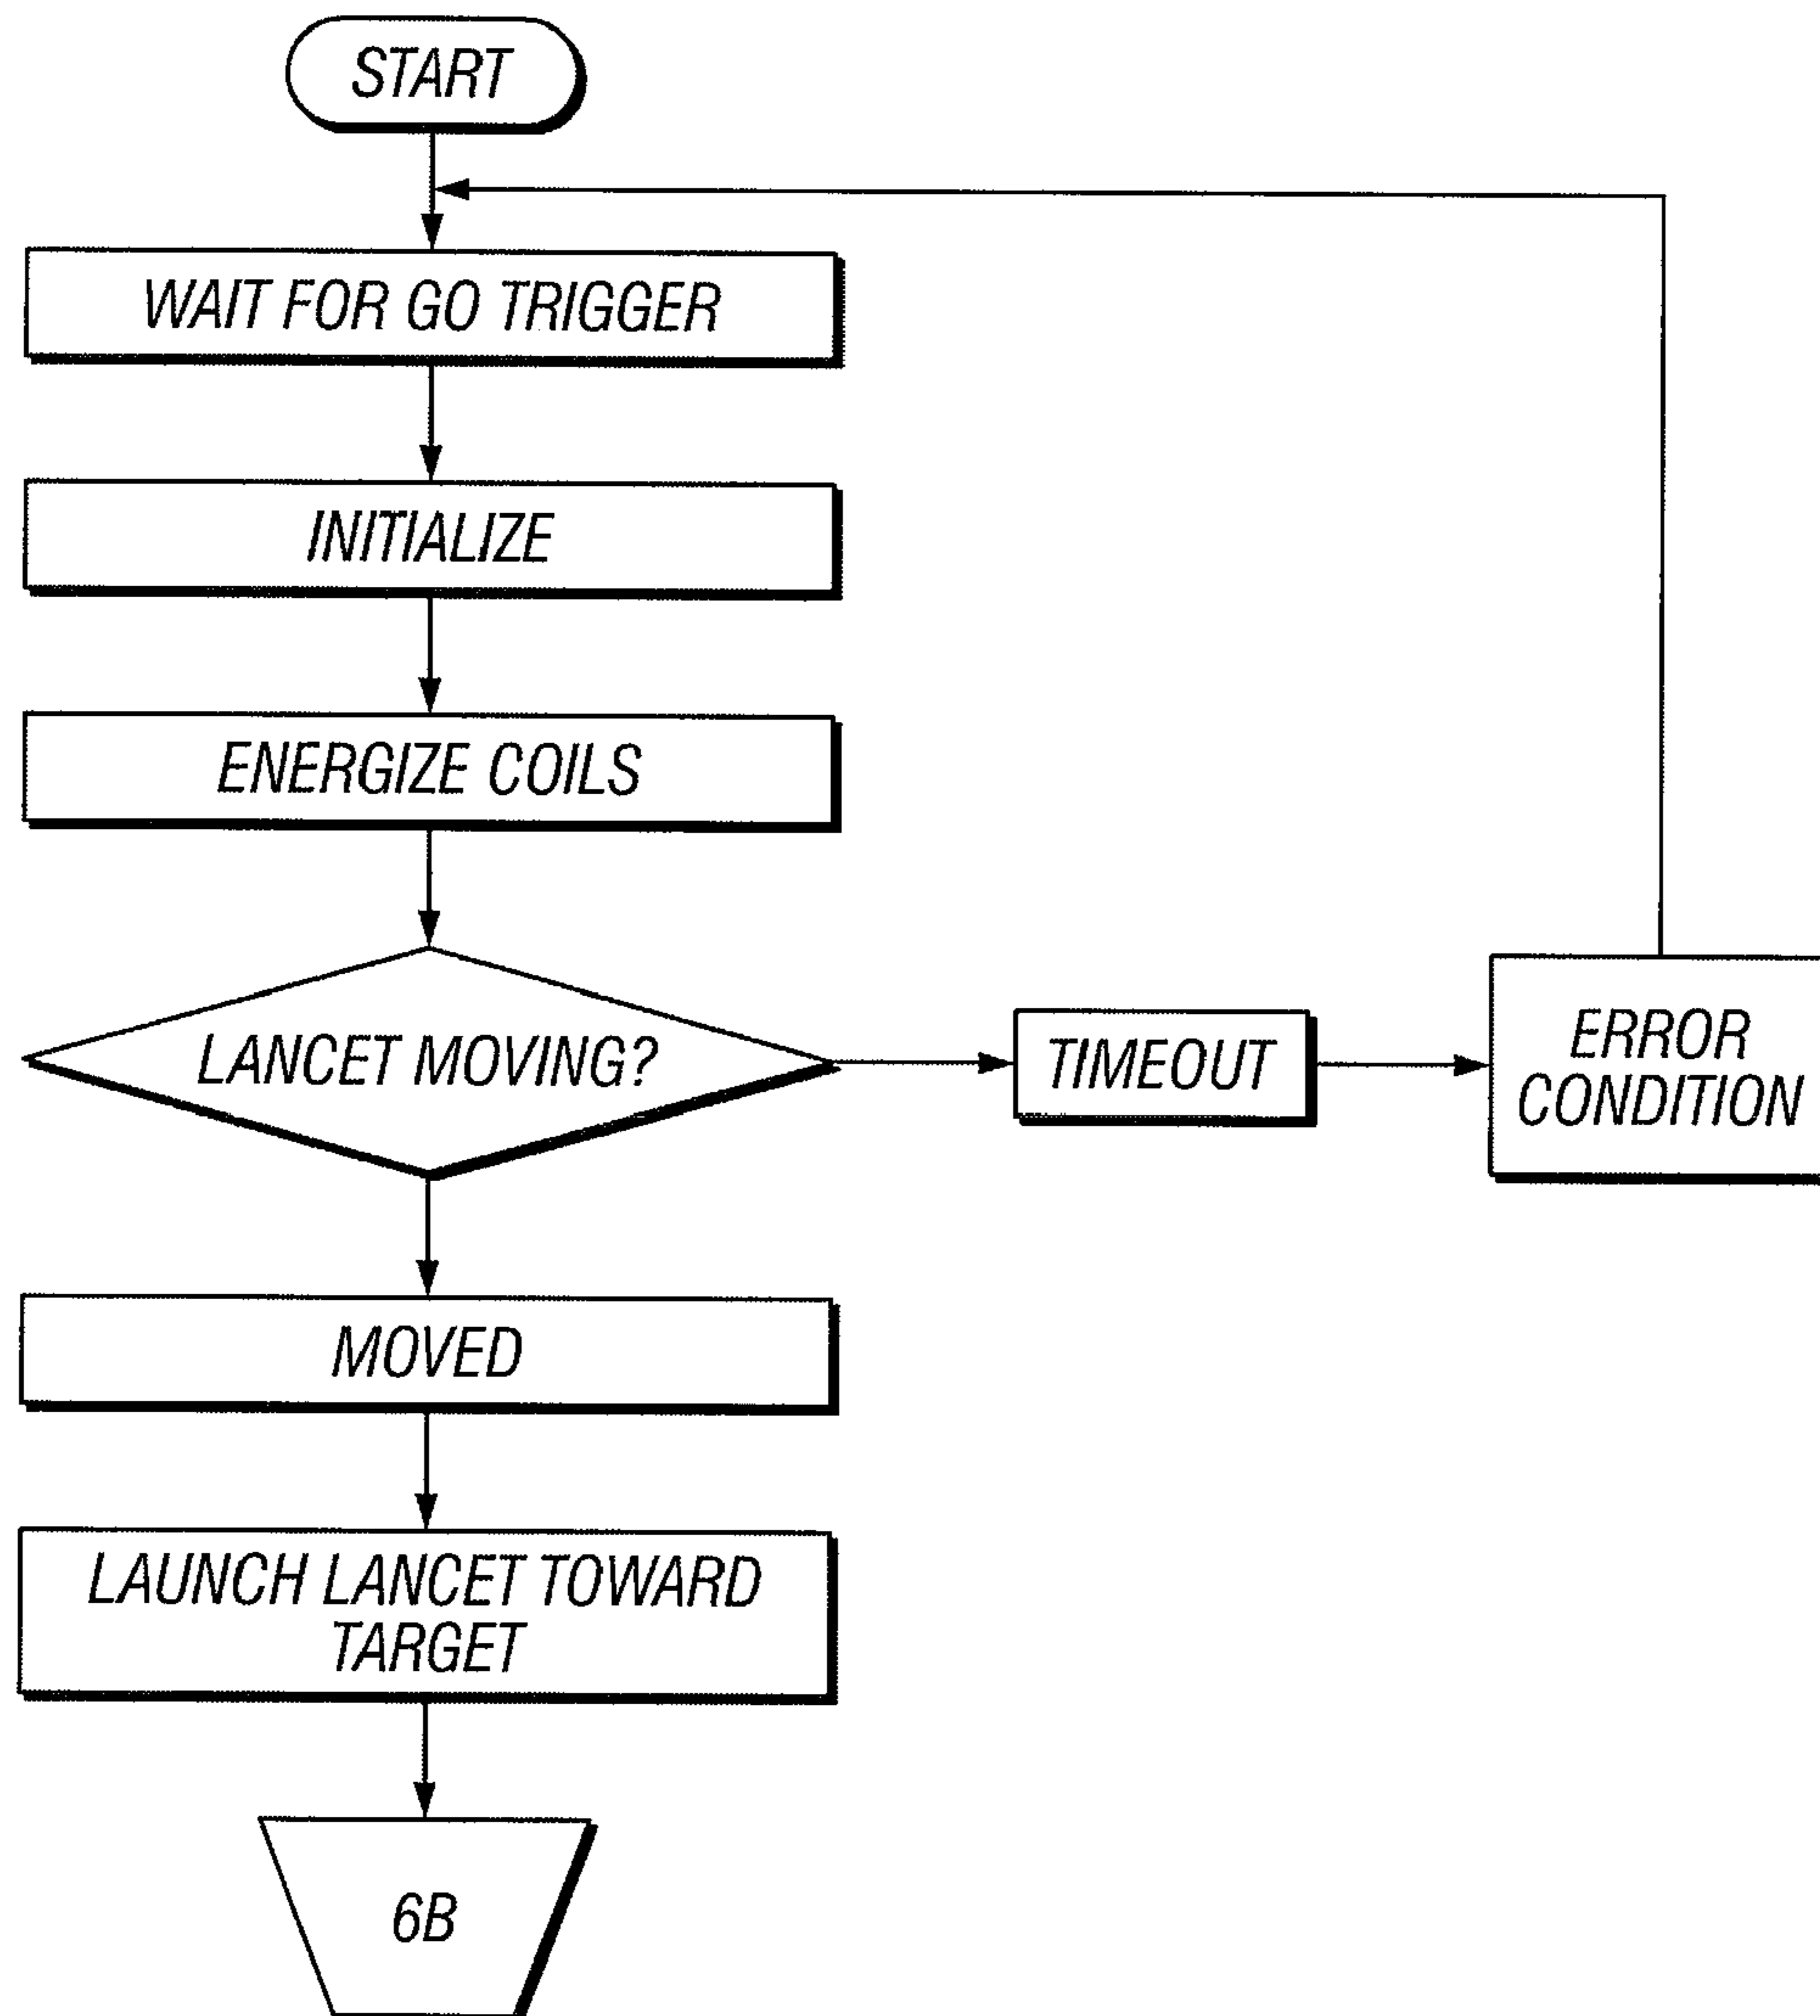 START
WAIT FOR GO TRIGGER
INITIALIZE
ENERGIZE COILS
LANCET MOVING?
TIMEOUT
ERROR
CONDITION
MOVED
LAUNCH LANCET TOWARD
TARGET
6B